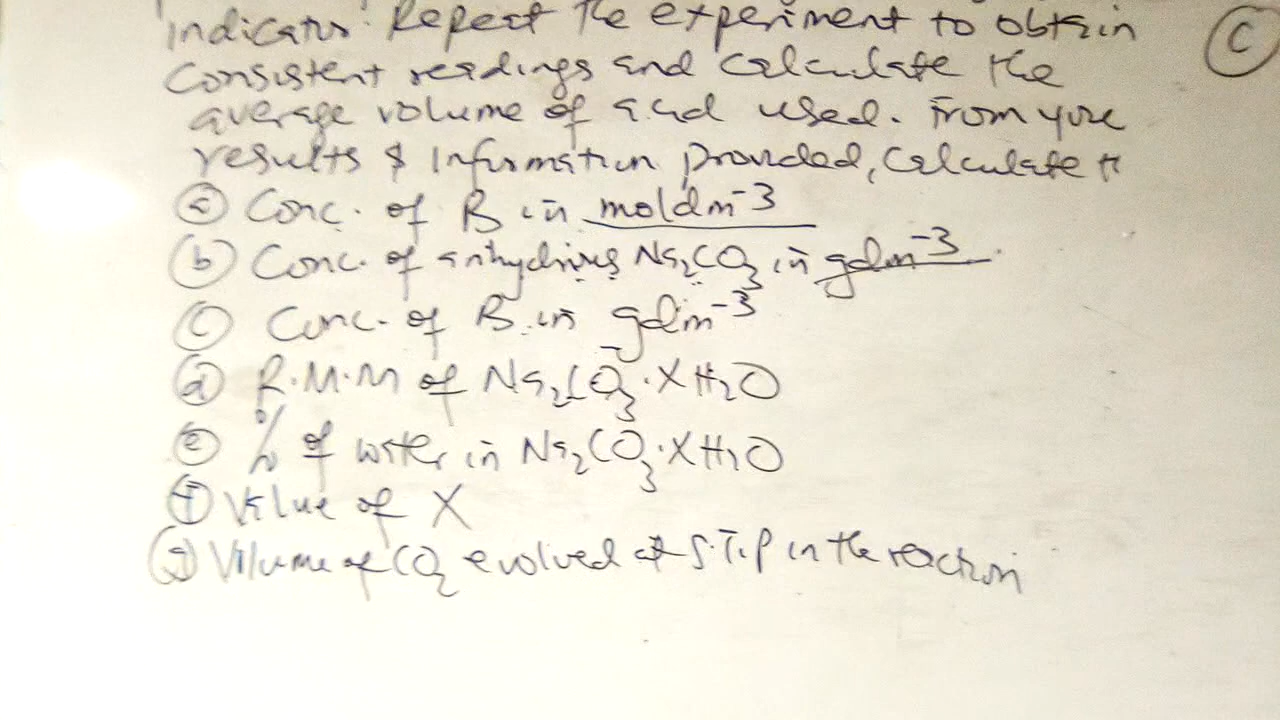 indicator. Repeat the experiment to obtain
consistent readings and calculate the
average volume of acid used. From your
results & information provided, calculate
(C)
(a) Conc. of B in moldm⁻³
(b) Conc. of anhydrous Na₂CO₃ in gdm⁻³.
(c) Conc. of B in gdm⁻³
(d) R.M.M of Na₂CO₃.XH₂O
(e) % of water in Na₂CO₃.XH₂O
(f) Value of X
(g) Volume of CO₂ evolved at S.T.P in the reaction